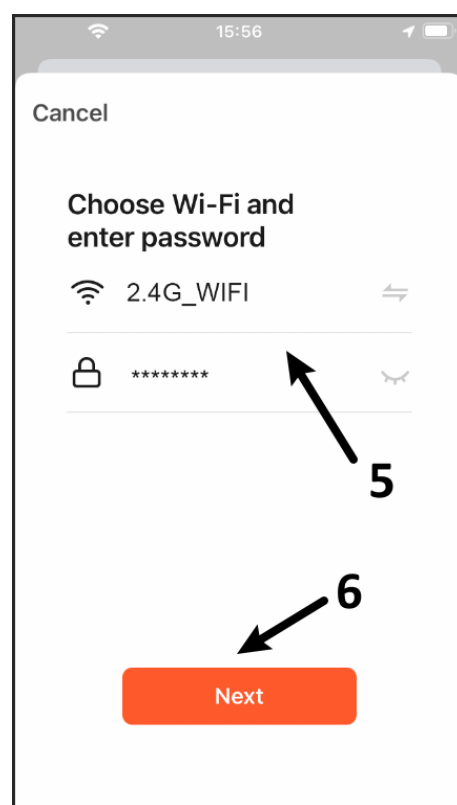 15:56
Cancel
Choose Wi-Fi and
enter password
2.4G_WIFI
********
5
6
Next